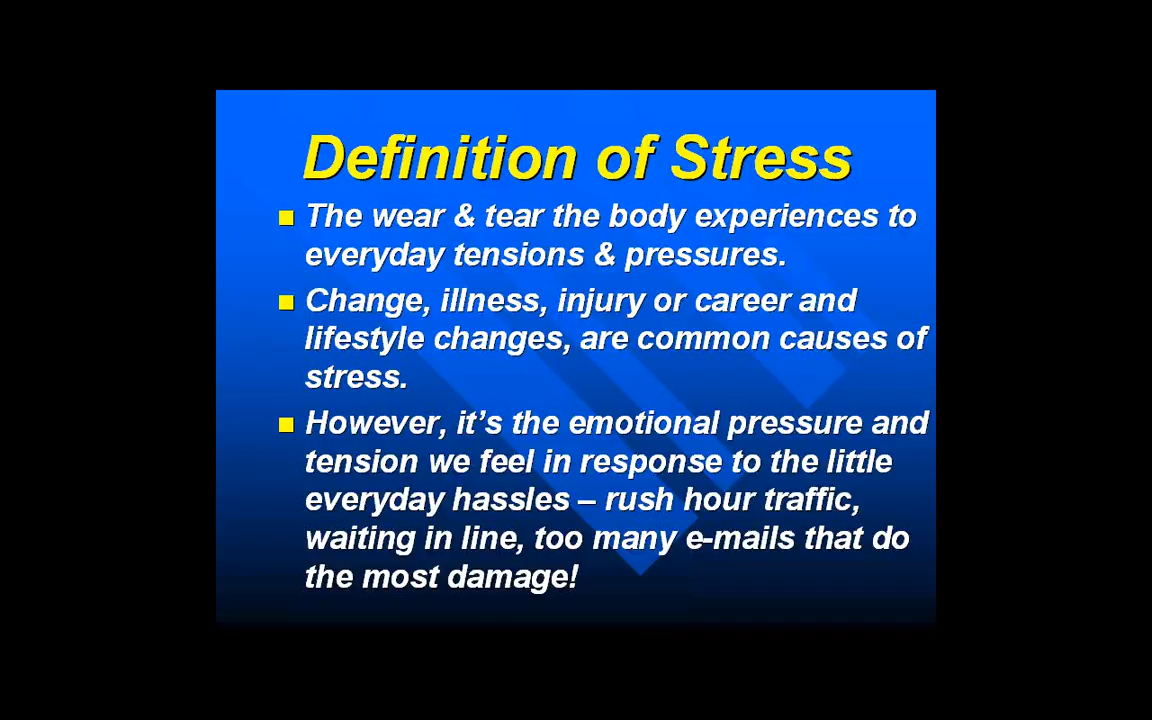 Definition of Stress
The wear & tear the body experiences to
everyday tensions & pressures.
Change, illness, injury or career and
lifestyle changes, are common causes of
stress.
However, it’s the emotional pressure and
tension we feel in response to the little
everyday hassles – rush hour traffic,
waiting in line, too many e-mails that do
the most damage!